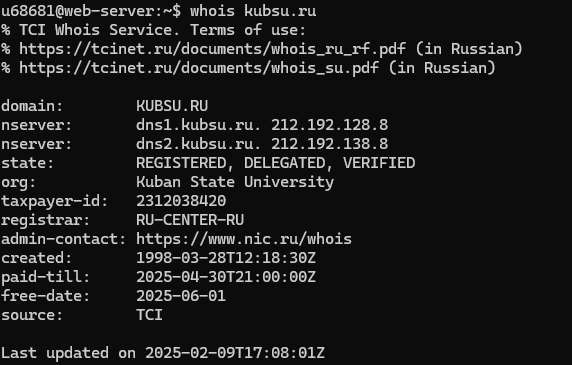 u68681@web-server:~$ whois kubsu.ru
% TCI Whois Service. Terms of use:
% https://tcinet.ru/documents/whois_ru_rf.pdf (in Russian)
% https://tcinet.ru/documents/whois_su.pdf (in Russian)

domain:        KUBSU.RU
nserver:       dns1.kubsu.ru. 212.192.128.8
nserver:       dns2.kubsu.ru. 212.192.138.8
state:         REGISTERED, DELEGATED, VERIFIED
org:           Kuban State University
taxpayer-id:   2312038420
registrar:     RU-CENTER-RU
admin-contact: https://www.nic.ru/whois
created:       1998-03-28T12:18:30Z
paid-till:     2025-04-30T21:00:00Z
free-date:     2025-06-01
source:        TCI

Last updated on 2025-02-09T17:08:01Z